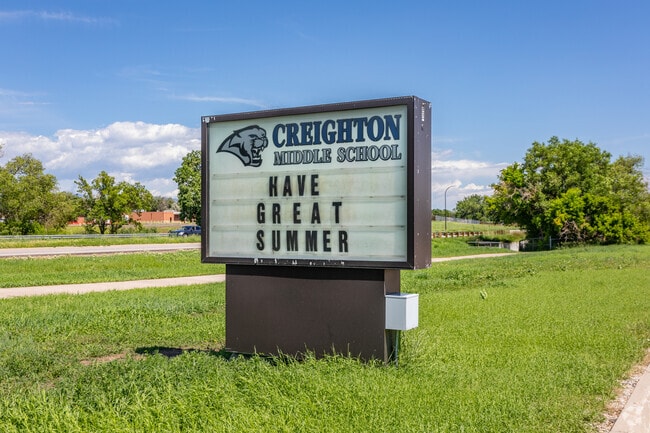 CREIGHTON
MIDDLE SCHOOL
HAVE
GREAT
SUMMER